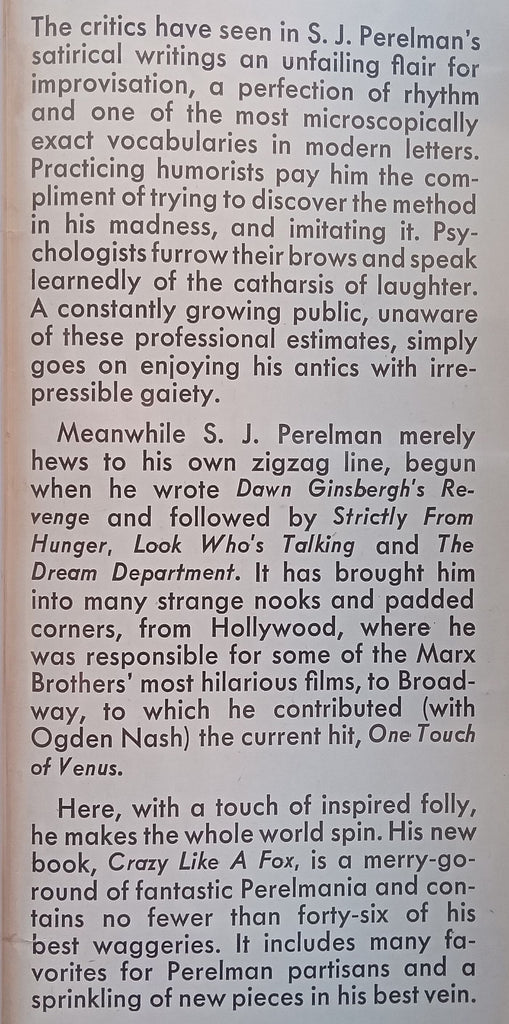 The critics have seen in S. J. Perelman's
satirical writings an unfailing flair for
improvisation, a perfection of rhythm
and one of the most microscopically
exact vocabularies in modern letters.
Practicing humorists pay him the com-
pliment of trying to discover the method
in his madness, and imitating it. Psy-
chologists furrow their brows and speak
learnedly of the catharsis of laughter.
A constantly growing public, unaware
of these professional estimates, simply
goes on enjoying his antics with irre-
pressible gaiety.
Meanwhile S. J. Perelman merely
hews to his own zigzag line, begun
when he wrote Dawn Ginsbergh's Re-
venge and followed by Strictly From
Hunger, Look Who's Talking and The
Dream Department. It has brought him
into many strange nooks and padded
corners, from Hollywood, where he
was responsible for some of the Marx
Brothers' most hilarious films, to Broad-
way, to which he contributed (with
Ogden Nash) the current hit, One Touch
of Venus.
Here, with a touch of inspired folly,
he makes the whole world spin. His new
book, Crazy Like A Fox, is a merry-go-
round of fantastic Perelmania and con-
tains no fewer than forty-six of his
best waggeries. It includes many fa-
vorites for Perelman partisans and a
sprinkling of new pieces in his best vein.